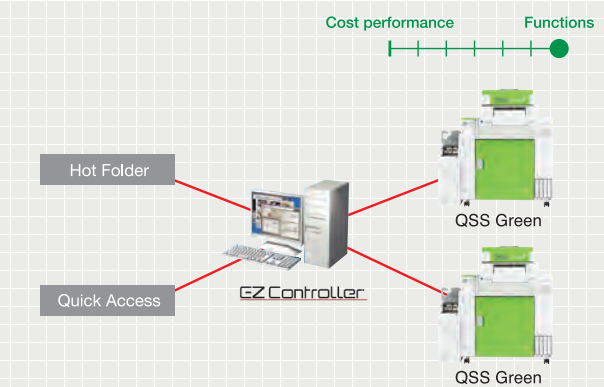 Cost performance Functions
Hot Folder
QSS Green
Quick Access
EZ Controller
QSS Green